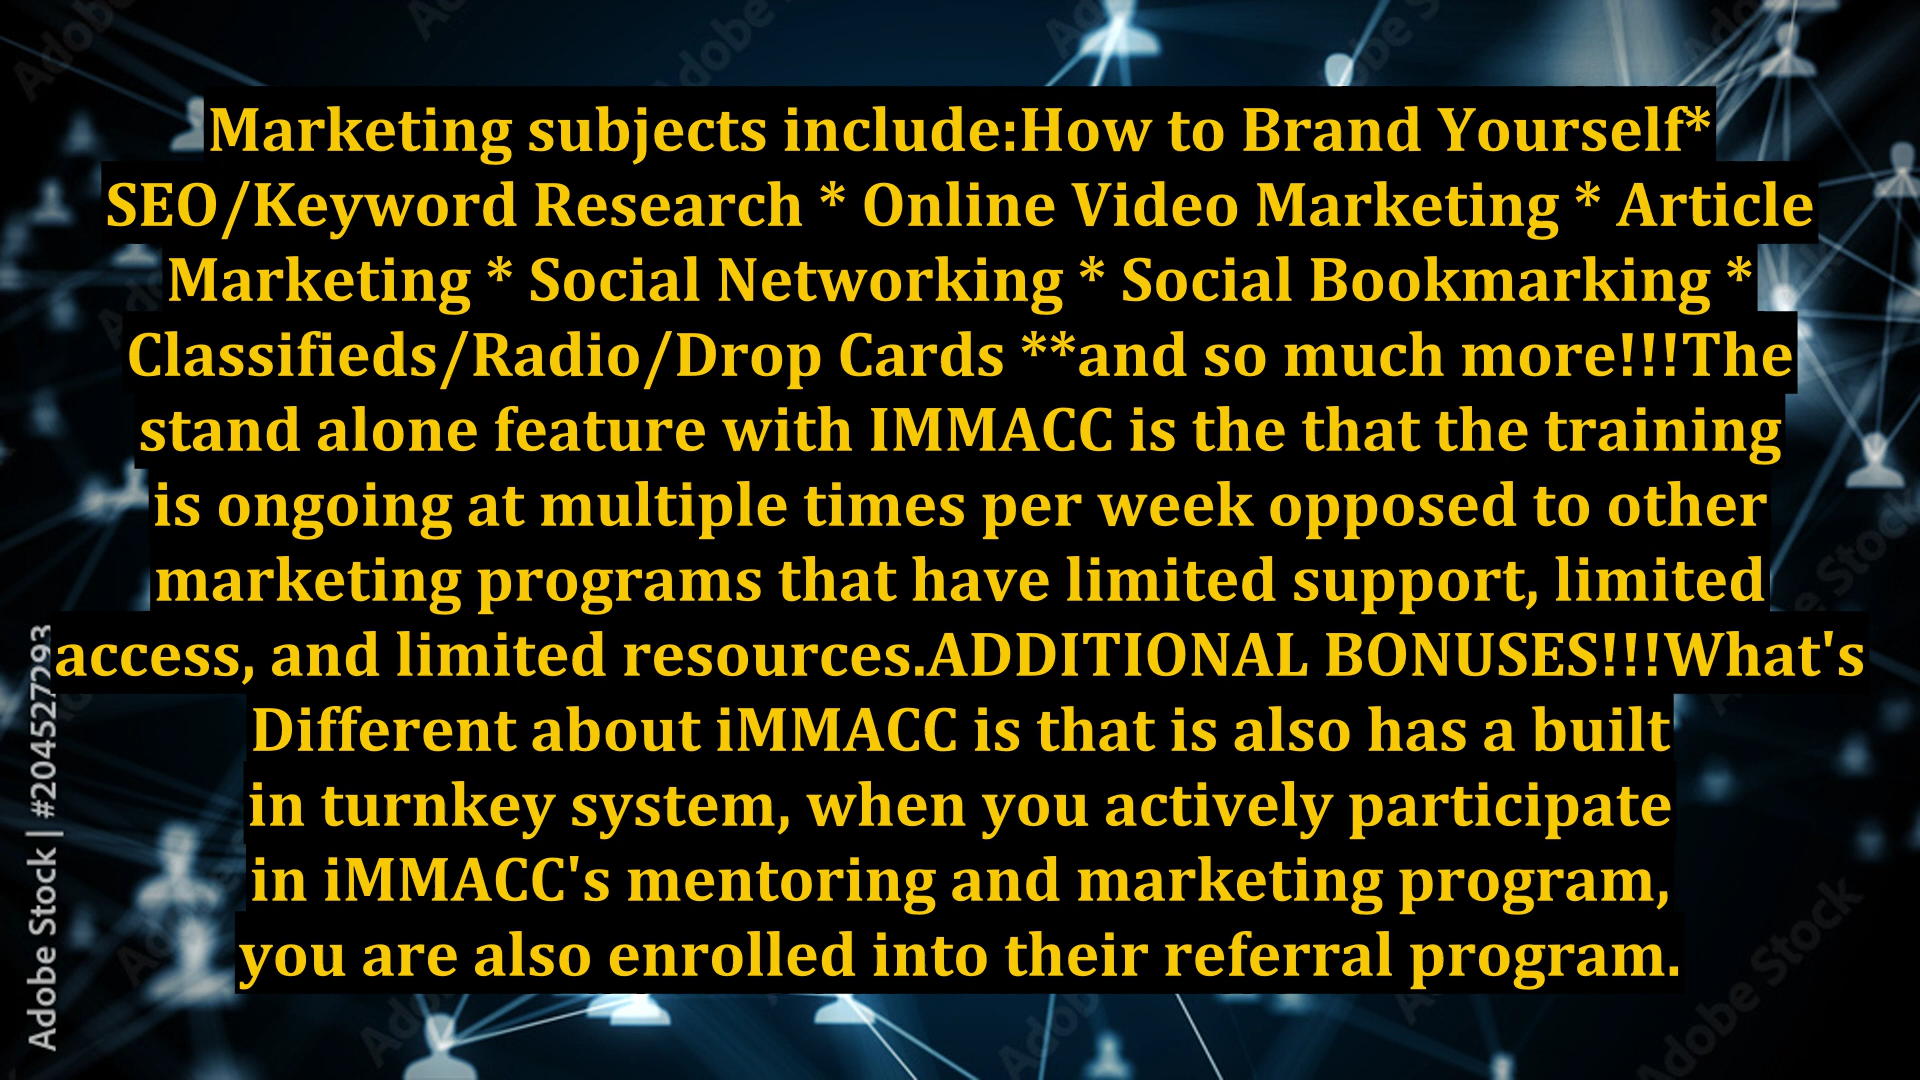 Marketing subjects include:How to Brand Yourself*
SEO/Keyword Research * Online Video Marketing * Article
Marketing * Social Networking * Social Bookmarking *
Classifieds/Radio/Drop Cards **and so much more!!!The
stand alone feature with IMMACC is the that the training
is ongoing at multiple times per week opposed to other
marketing programs that have limited support, limited
access, and limited resources.ADDITIONAL BONUSES!!!What's
Different about iMMACC is that is also has a built
in turnkey system, when you actively participate
in iMMACC's mentoring and marketing program,
you are also enrolled into their referral program.
Adobe Stock | #204527293